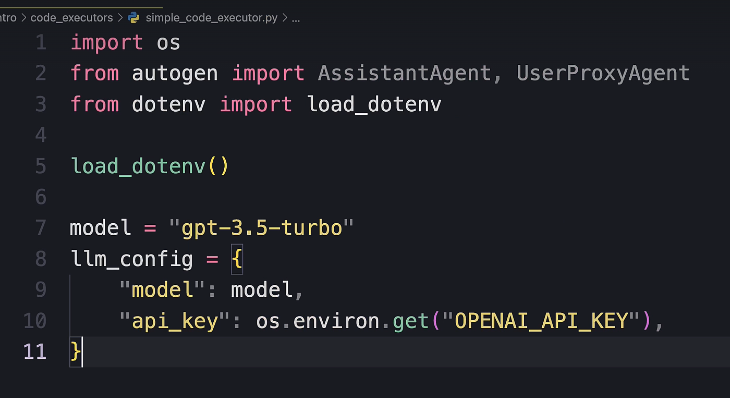 ntro > code_executors > simple_code_executor.py > ...
1 import os
2 from autogen import AssistantAgent, UserProxyAgent
3 from dotenv import load_dotenv
4
5 load_dotenv()
6
7 model = "gpt-3.5-turbo"
8 llm_config = {
9     "model": model,
10     "api_key": os.environ.get("OPENAI_API_KEY"),
11 }